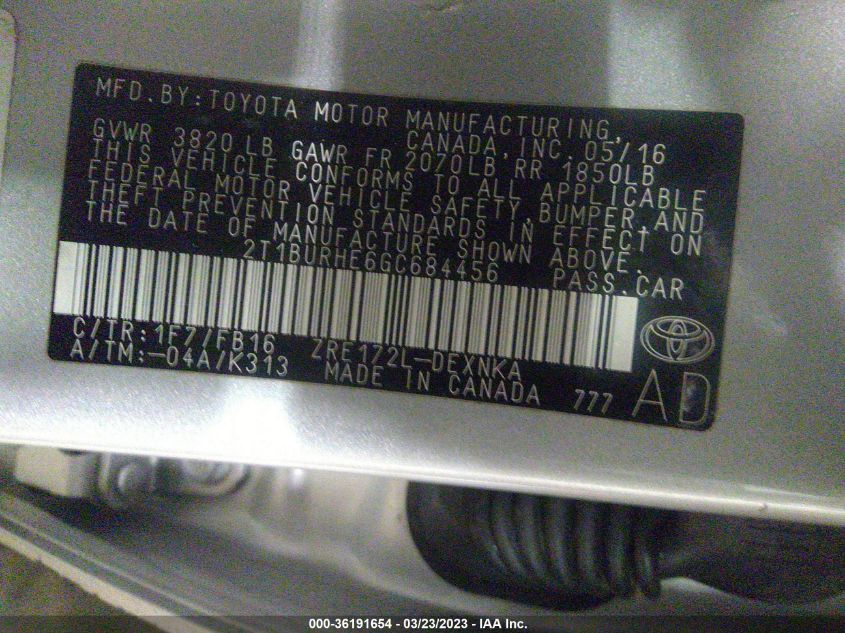 MFD.BY:TOYOTA MOTOR MANUFACTURING,
CANADA, INC. 05/16
GVWR 3820 LB GAWR FR 2070LB RR 1850LB
THIS VEHICLE CONFORMS TO ALL APPLICABLE
FEDERAL MOTOR VEHICLE SAFETY, BUMPER, AND
THEFT PREVENTION STANDARDS IN EFFECT ON
THE DATE OF MANUFACTURE SHOWN ABOVE.
2T1BURHE6GC684456 PASS.CAR
C/TR:1F7/FB16 ZRE172L-DEXNKA
A/TM:-04A/K313 MADE IN CANADA 777 AD
000-36191654 / 03/23/2023 - IAA Inc.